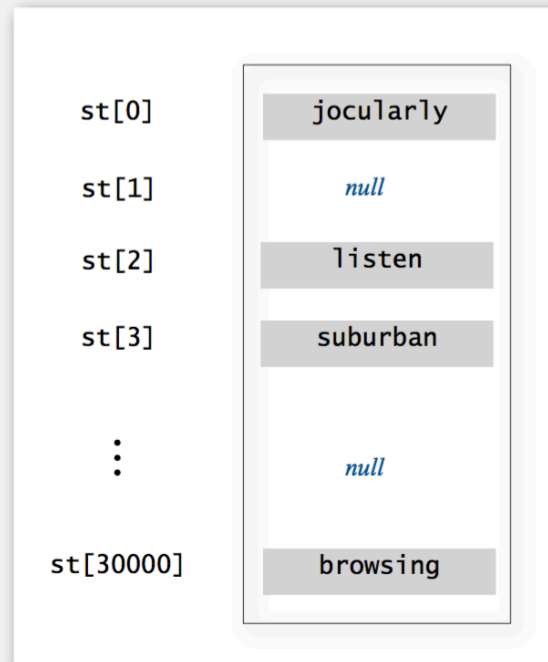 st[0] jocularly
st[1] null
st[2] listen
st[3] suburban
⋮ null
st[30000] browsing